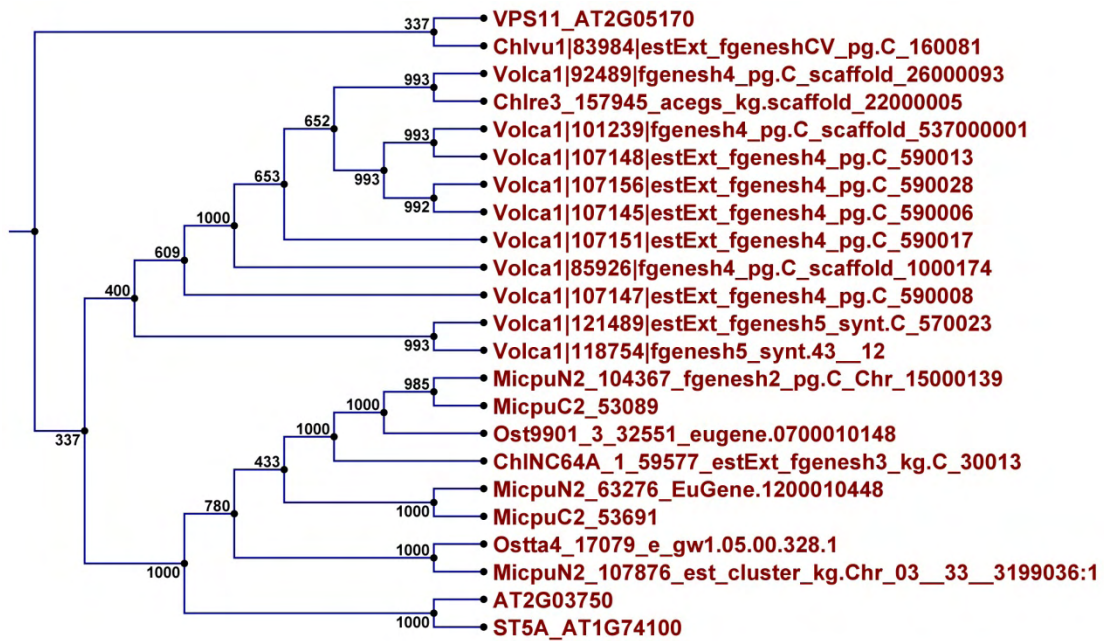 337
VPS11_AT2G05170
Chlvu1|83984|estExt_fgeneshCV_pg.C_160081
993
Volca1|92489|fgenesh4_pg.C_scaffold_26000093
Chlre3_157945_acegs_kg.scaffold_22000005
652
993
Volca1|101239|fgenesh4_pg.C_scaffold_537000001
Volca1|107148|estExt_fgenesh4_pg.C_590013
653
993
Volca1|107156|estExt_fgenesh4_pg.C_590028
992
Volca1|107145|estExt_fgenesh4_pg.C_590006
1000
Volca1|107151|estExt_fgenesh4_pg.C_590017
609
Volca1|85926|fgenesh4_pg.C_scaffold_1000174
400
Volca1|107147|estExt_fgenesh4_pg.C_590008
Volca1|121489|estExt_fgenesh5_synt.C_570023
993
Volca1|118754|fgenesh5_synt.43__12
985
MicpuN2_104367_fgenesh2_pg.C_Chr_15000139
MicpuC2_53089
1000
Ost9901_3_32551_eugene.0700010148
337
1000
ChlNC64A_1_59577_estExt_fgenesh3_kg.C_30013
433
MicpuN2_63276_EuGene.1200010448
780
1000
MicpuC2_53691
1000
Ostta4_17079_e_gw1.05.00.328.1
1000
MicpuN2_107876_est_cluster_kg.Chr_03__33__3199036:1
AT2G03750
1000
ST5A_AT1G74100